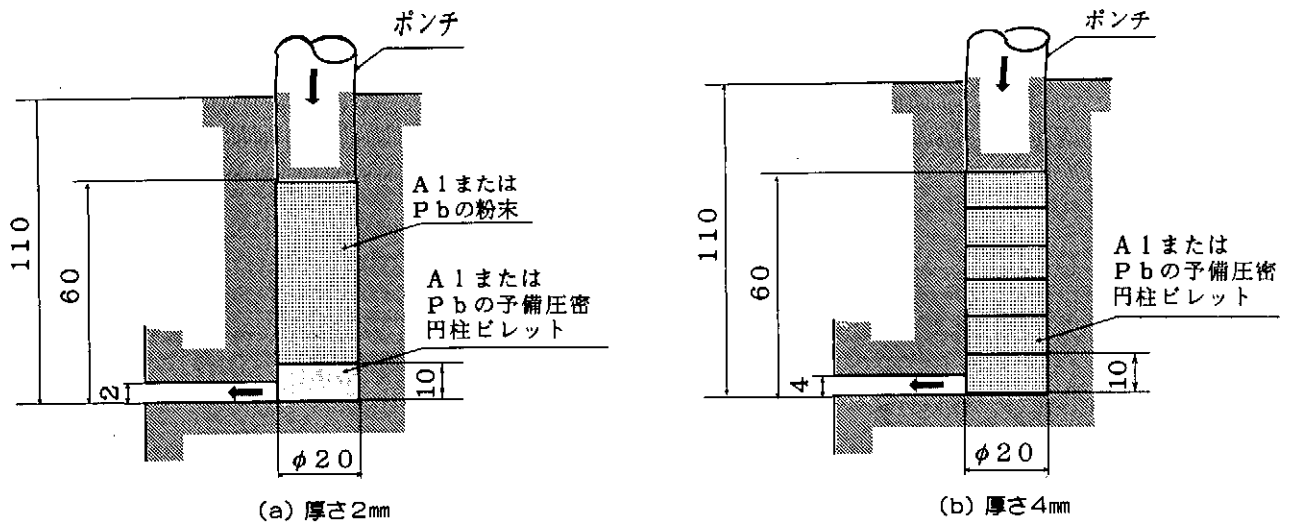 ポンチ
110
60
2
Alまたは
Pbの粉末
Alまたは
Pbの予備圧密
円柱ビレット
10
φ20
(a) 厚さ2㎜
ポンチ
110
60
4
Alまたは
Pbの予備圧密
円柱ビレット
10
φ20
(b) 厚さ4㎜